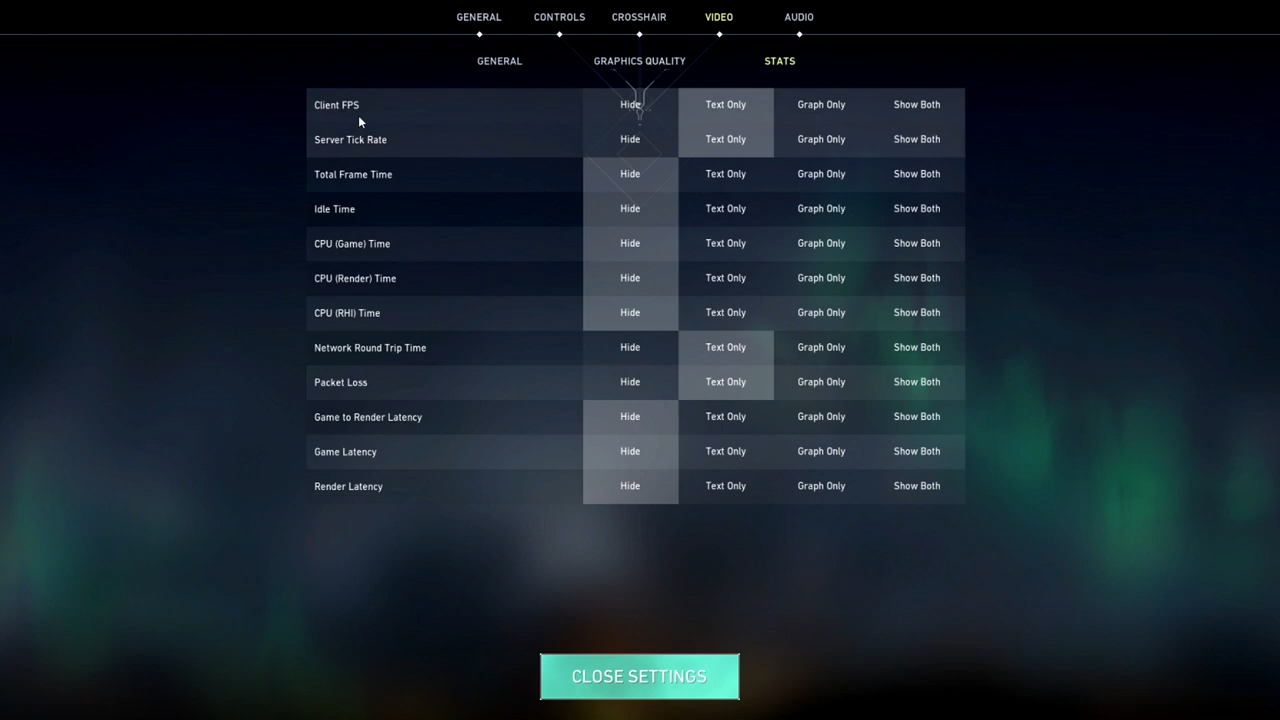 GENERAL CONTROLS CROSSHAIR VIDEO AUDIO
GENERAL GRAPHICS QUALITY STATS
Client FPS Hide Text Only Graph Only Show Both
Server Tick Rate Hide Text Only Graph Only Show Both
Total Frame Time Hide Text Only Graph Only Show Both
Idle Time Hide Text Only Graph Only Show Both
CPU (Game) Time Hide Text Only Graph Only Show Both
CPU (Render) Time Hide Text Only Graph Only Show Both
CPU (RHI) Time Hide Text Only Graph Only Show Both
Network Round Trip Time Hide Text Only Graph Only Show Both
Packet Loss Hide Text Only Graph Only Show Both
Game to Render Latency Hide Text Only Graph Only Show Both
Game Latency Hide Text Only Graph Only Show Both
Render Latency Hide Text Only Graph Only Show Both
CLOSE SETTINGS